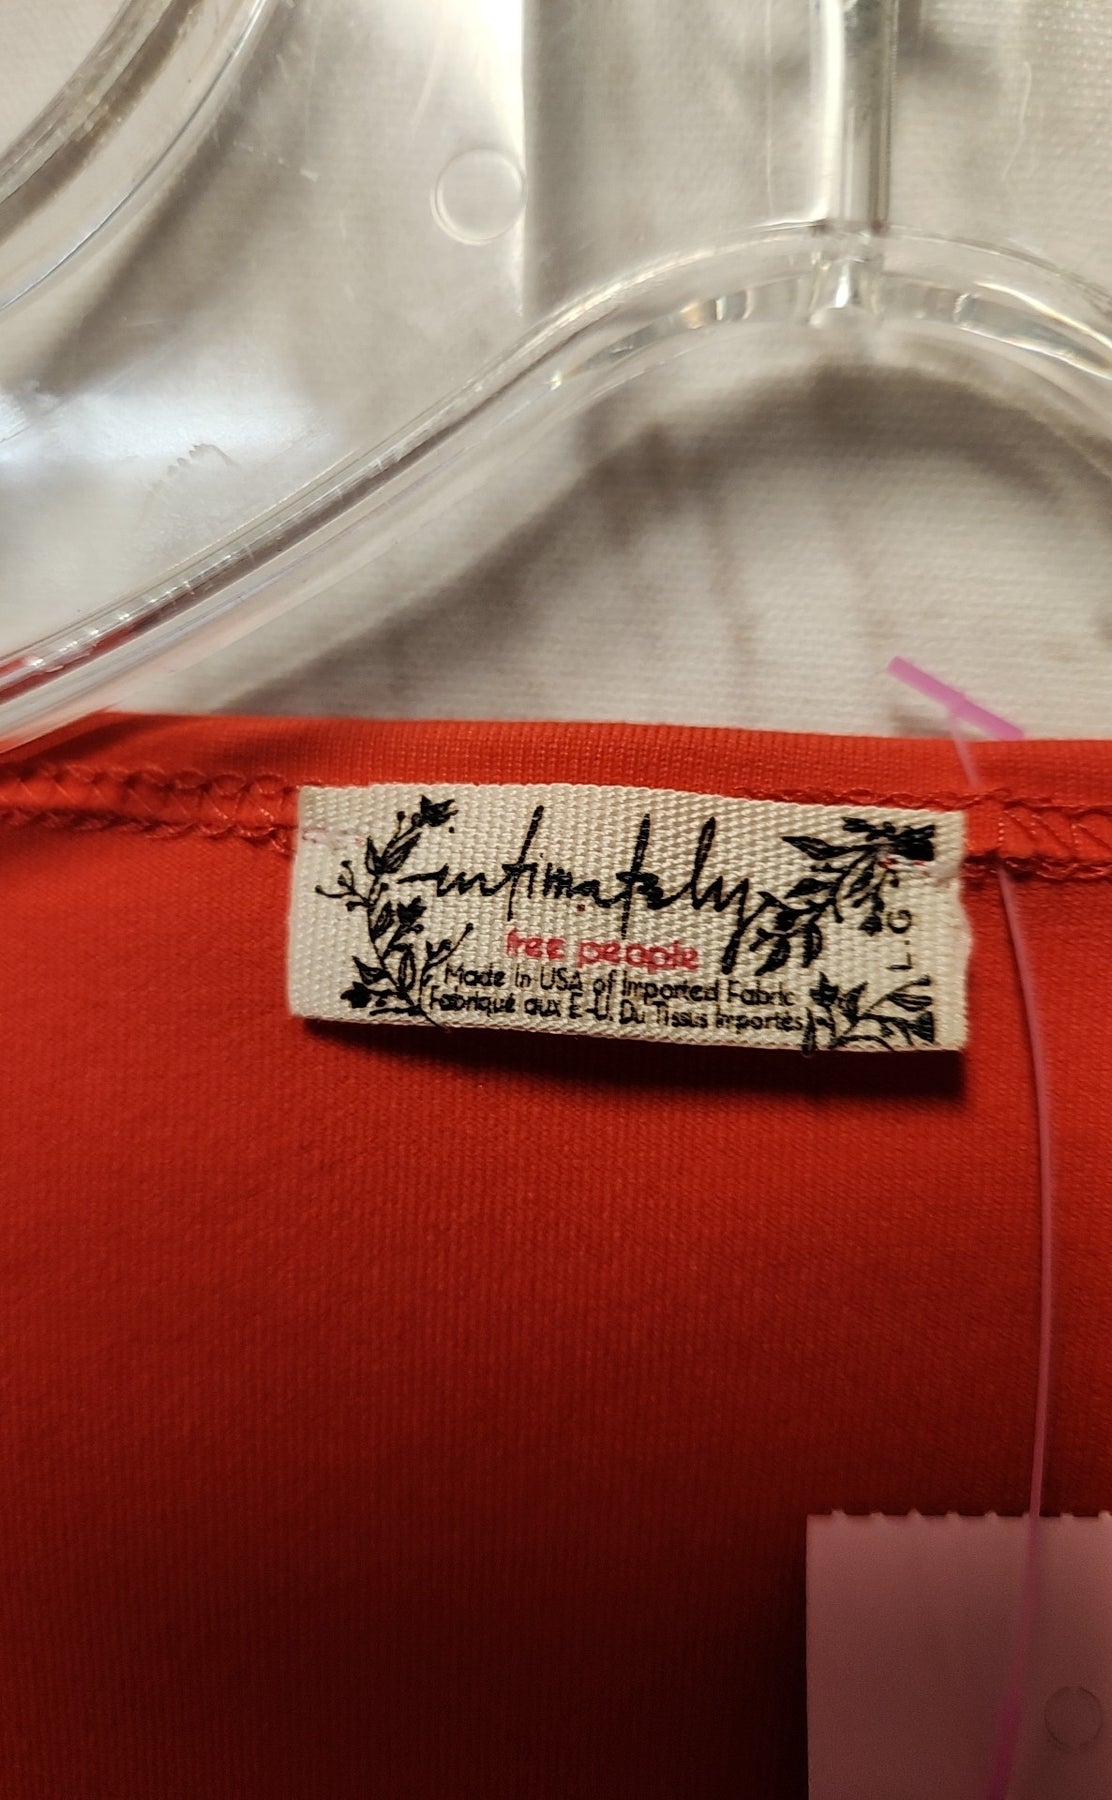 intimately
free people
Made in USA of Imported Fabric
Fabriqué aux E-U. Du Tissus Importés
L.G